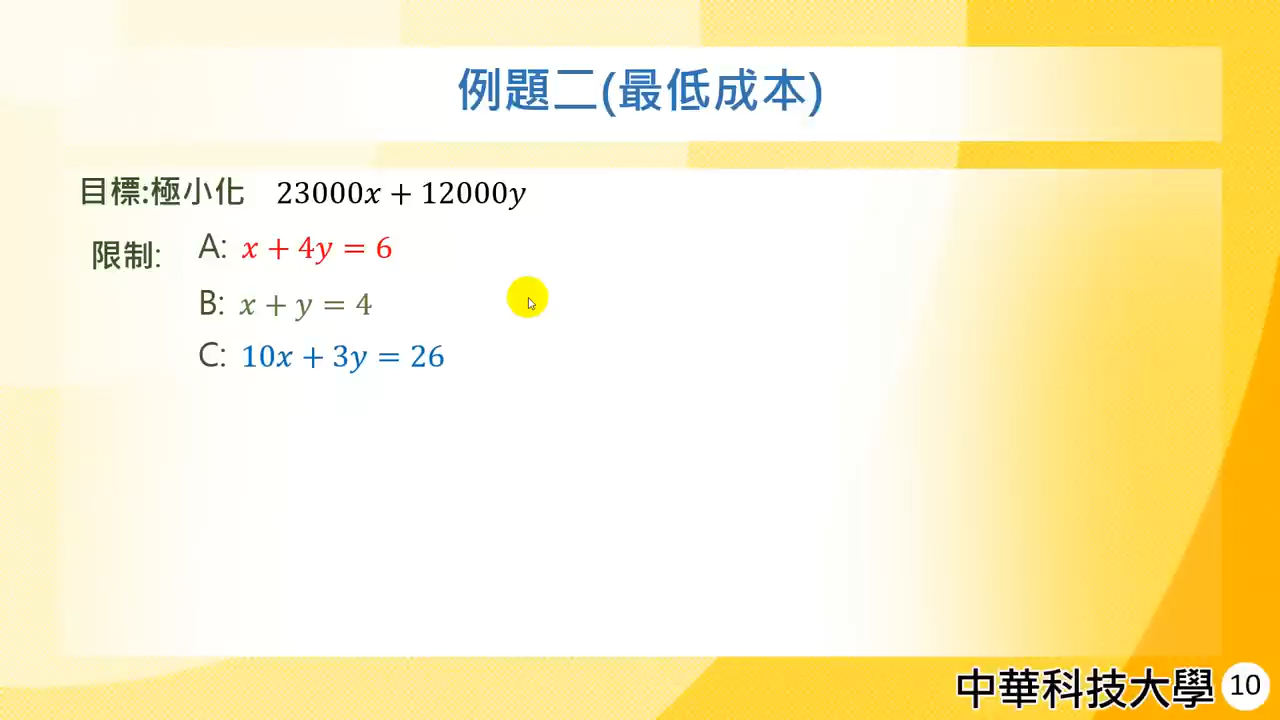 例題二(最低成本)
目標:極小化 23000x + 12000y
限制: A: x + 4y = 6
B: x + y = 4
C: 10x + 3y = 26
中華科技大學 10